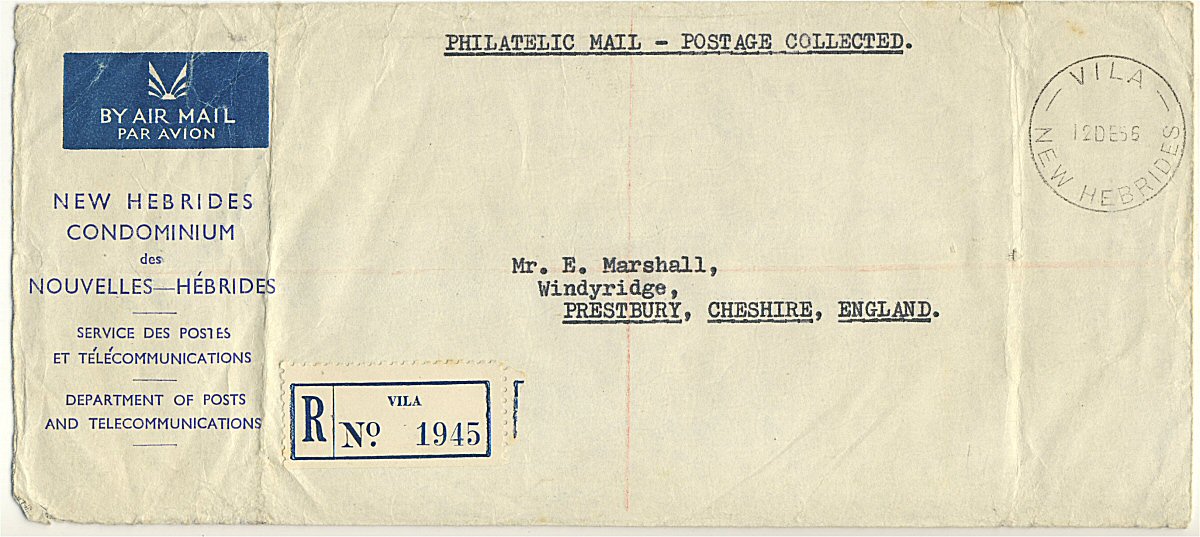 PHILATELIC MAIL - POSTAGE COLLECTED.
BY AIR MAIL
PAR AVION
NEW HEBRIDES
CONDOMINIUM
des
NOUVELLES—HÉBRIDES
SERVICE DES POSTES
ET TÉLÉCOMMUNICATIONS
DEPARTMENT OF POSTS
AND TELECOMMUNICATIONS
VILA
12DE56
NEW HEBRIDES
Mr. E. Marshall,
Windyridge,
PRESTBURY, CHESHIRE, ENGLAND.
R
VILA
No. 1945